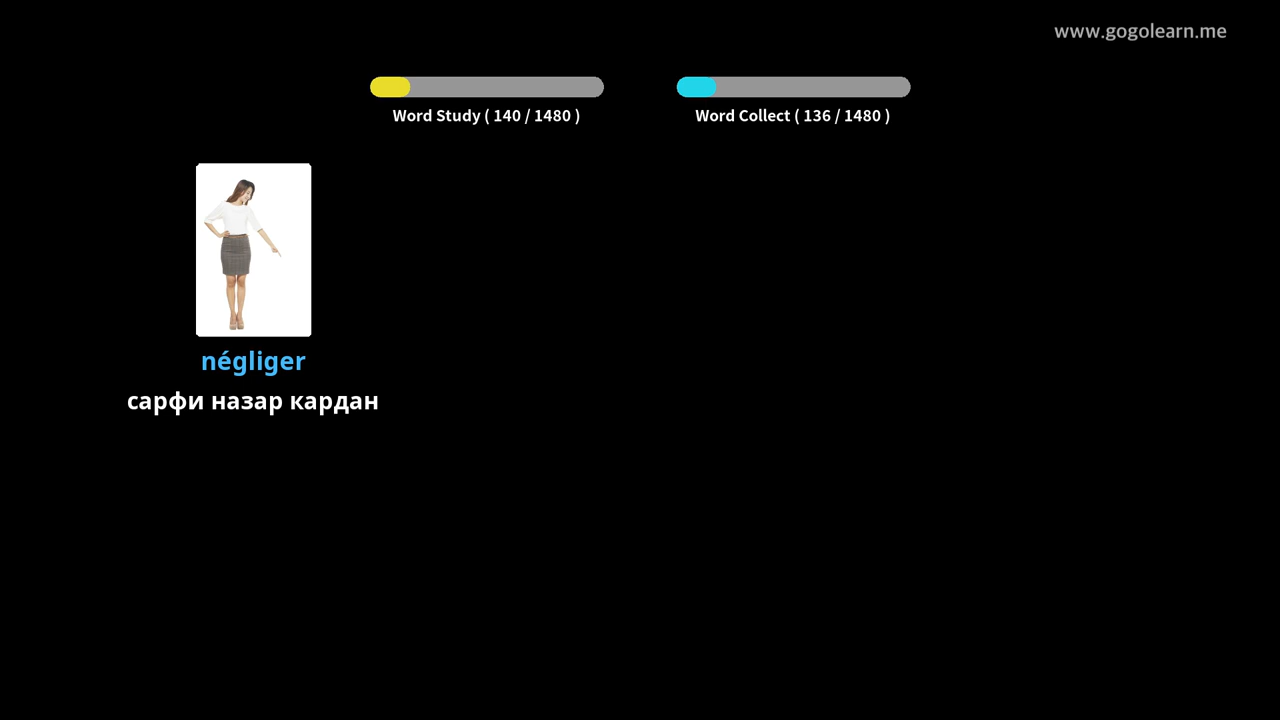 www.gogolearn.me
Word Study ( 140 / 1480 )
Word Collect ( 136 / 1480 )
négliger
сарфи назар кардан